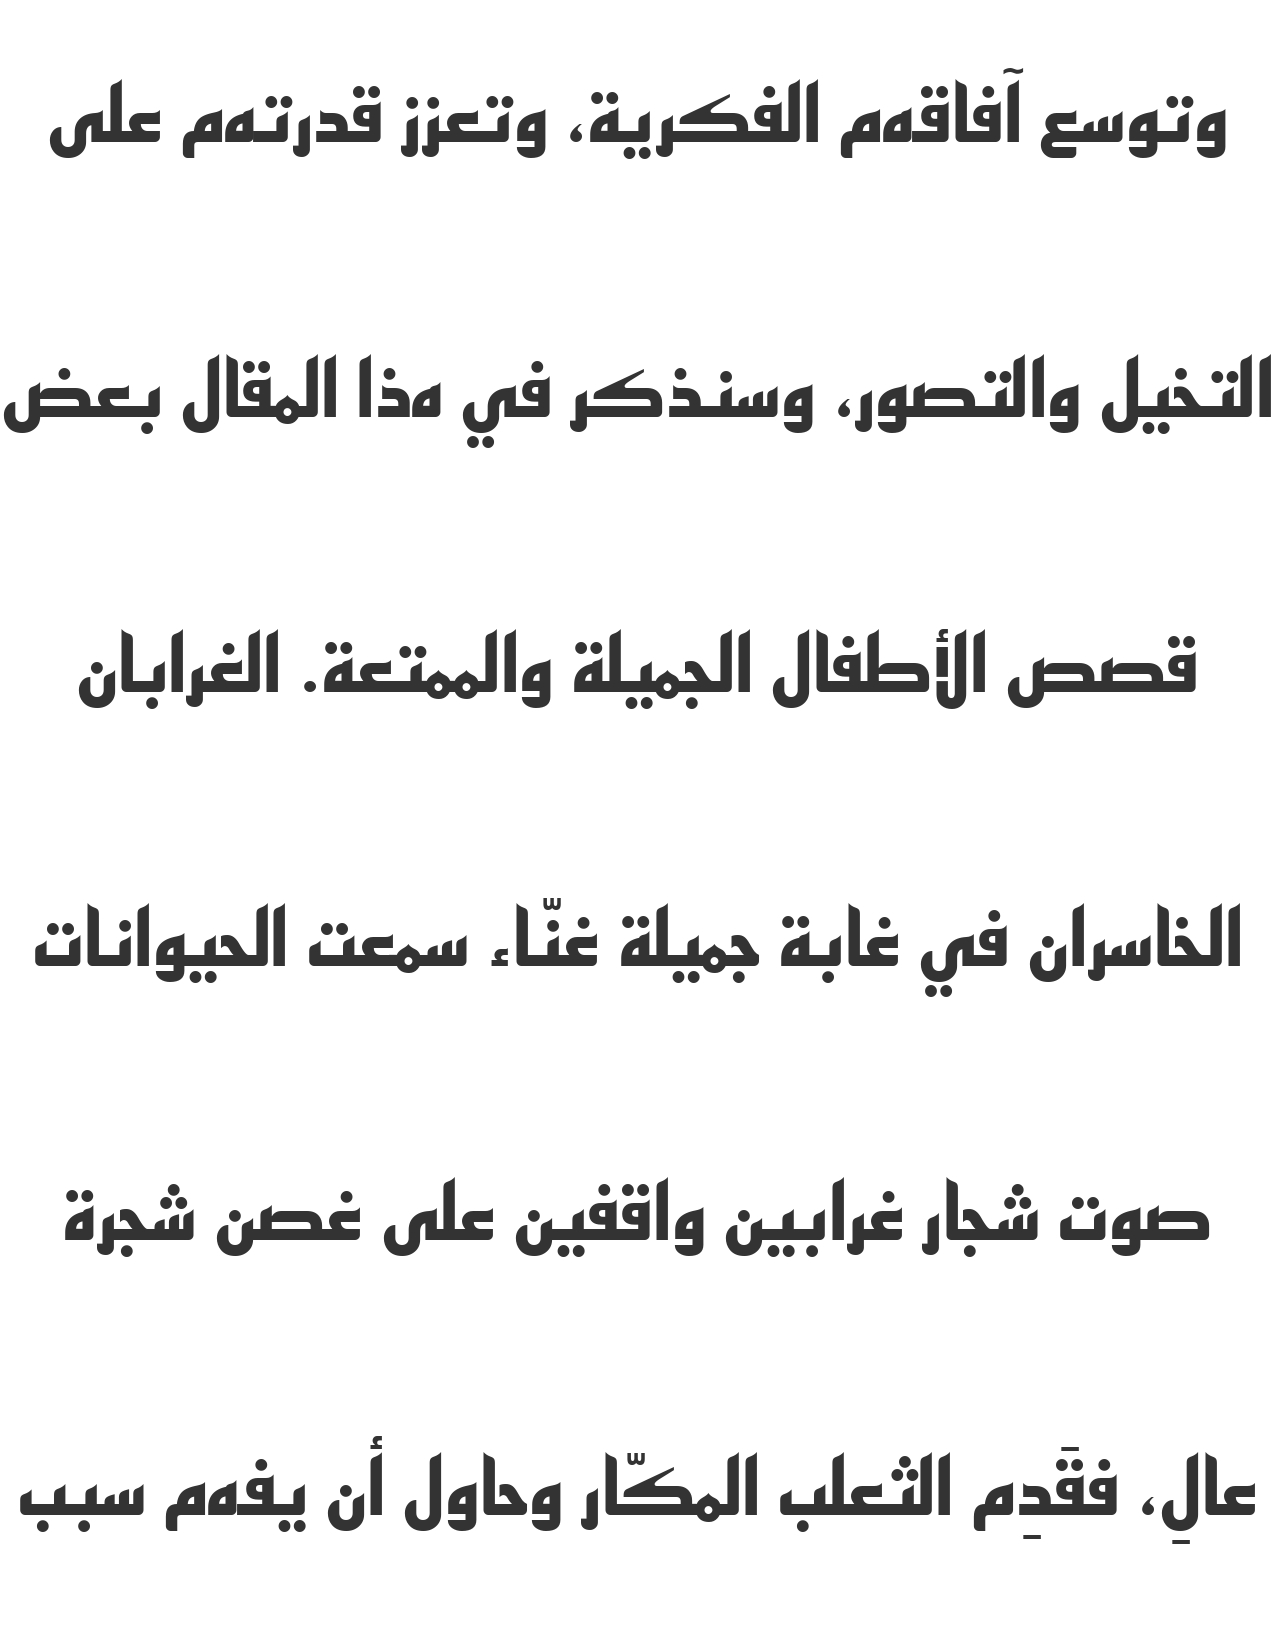 وتوسع آفاقهم الفكرية، وتعزز قدرتهم على
التخيل والتصور، وسنذكر في هذا المقال بعض
قصص الأطفال الجميلة والممتعة. الغرابان
الخاسران في غابة جميلة غنّاء سمعت الحيوانات
صوت شجار غرابين واقفين على غصن شجرة
عالِ، فقَدِم الثعلب المكّار وحاول أن يفهم سبب